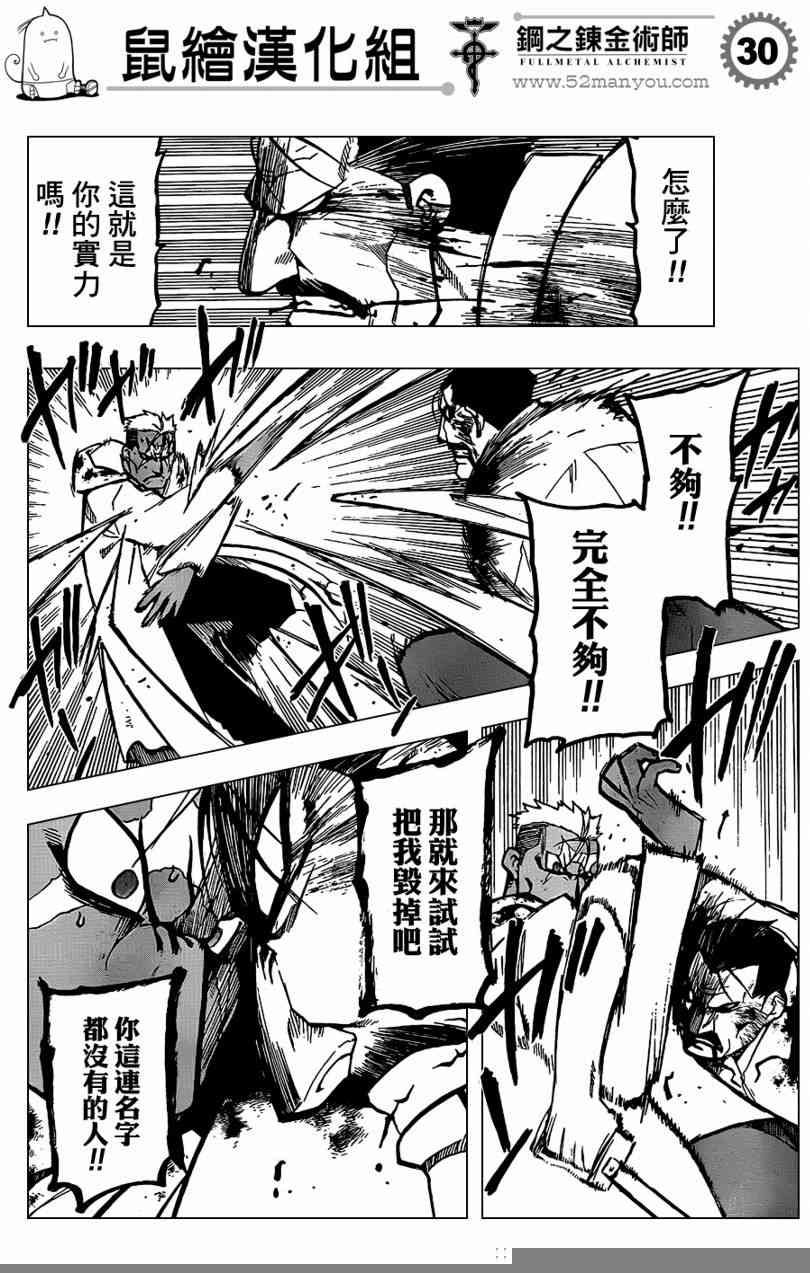 鼠繪漢化組
鋼之鍊金術師
FULLMETAL ALCHEMIST
www.52manyou.com
30
怎麼了!!
這就是
你的實力
嗎!!
不夠!!
完全不夠!!
那就來試試
把我毀掉吧
你這連名字
都沒有的人!!